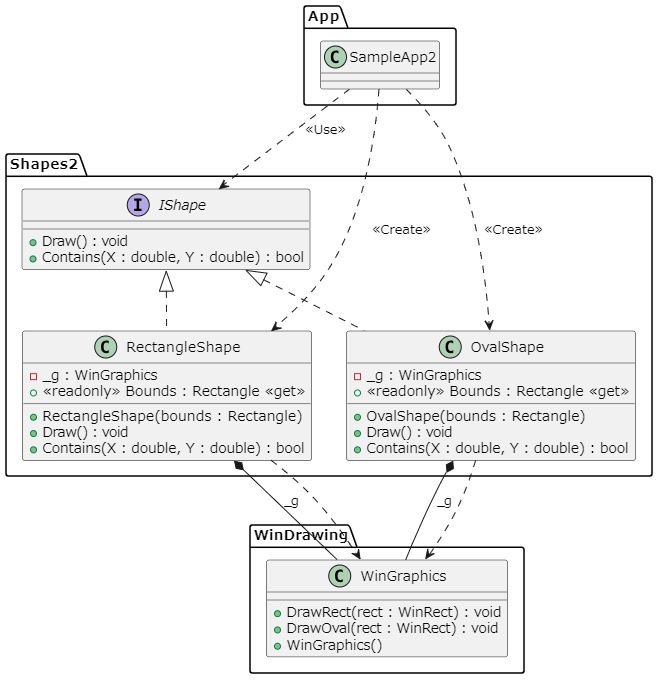 App
C SampleApp2
«Use»
Shapes2
I IShape
Draw() : void
Contains(X : double, Y : double) : bool
«Create»
«Create»
C RectangleShape
_g : WinGraphics
«readonly» Bounds : Rectangle «get»
RectangleShape(bounds : Rectangle)
Draw() : void
Contains(X : double, Y : double) : bool
C OvalShape
_g : WinGraphics
«readonly» Bounds : Rectangle «get»
OvalShape(bounds : Rectangle)
Draw() : void
Contains(X : double, Y : double) : bool
_g
_g
WinDrawing
C WinGraphics
DrawRect(rect : WinRect) : void
DrawOval(rect : WinRect) : void
WinGraphics()